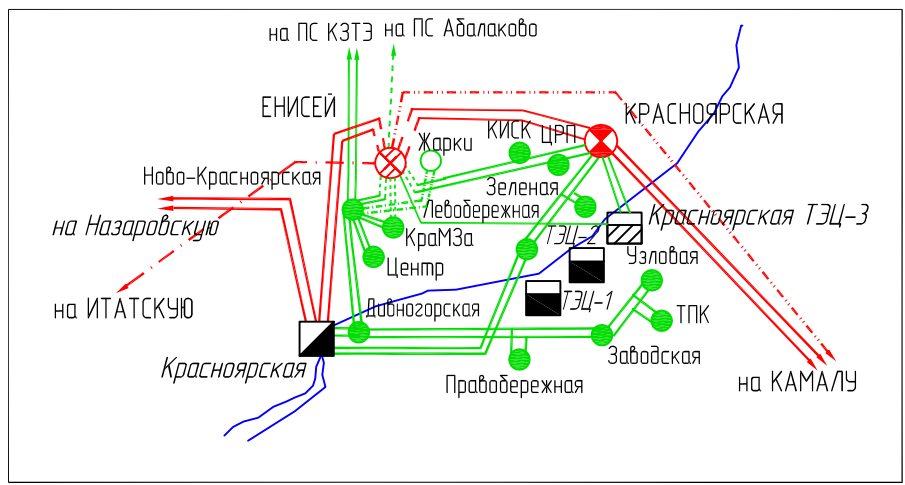 на ПС КЗТЭ
на ПС Абалаково
ЕНИСЕЙ
КРАСНОЯРСКАЯ
КИСК
ЦРП
Жарки
Ново-Красноярская
Зеленая
Левобережная
Красноярская ТЭЦ-3
на Назаровскую
КраМЗа
ТЭЦ-2
Узловая
Центр
на ИТАТСКУЮ
Дивногорская
ТЭЦ-1
ТПК
Красноярская
Заводская
Правобережная
на КАМАЛУ